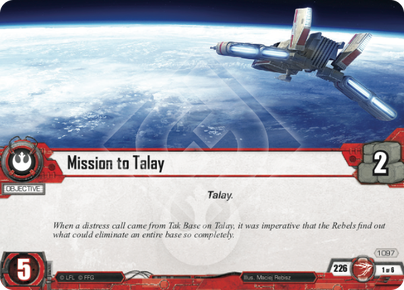 Mission to Talay
2
OBJECTIVE
Talay.
When a distress call came from Tak Base on Talay, it was imperative that the Rebels find out
what could eliminate an entire base so completely.
1097
5
© LFL © FFG
Illus. Maciej Rebisz
226
1 of 6